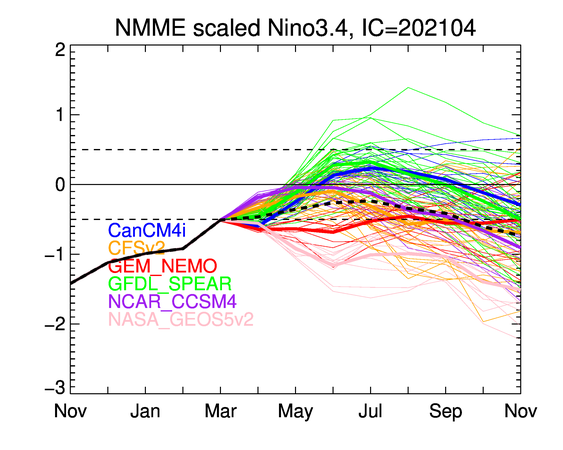 NMME scaled Nino3.4, IC=202104
2
1
0
-1
-2
-3
CanCM4i
CFSv2
GEM_NEMO
GFDL_SPEAR
NCAR_CCSM4
NASA_GEOS5v2
Nov Jan Mar May Jul Sep Nov